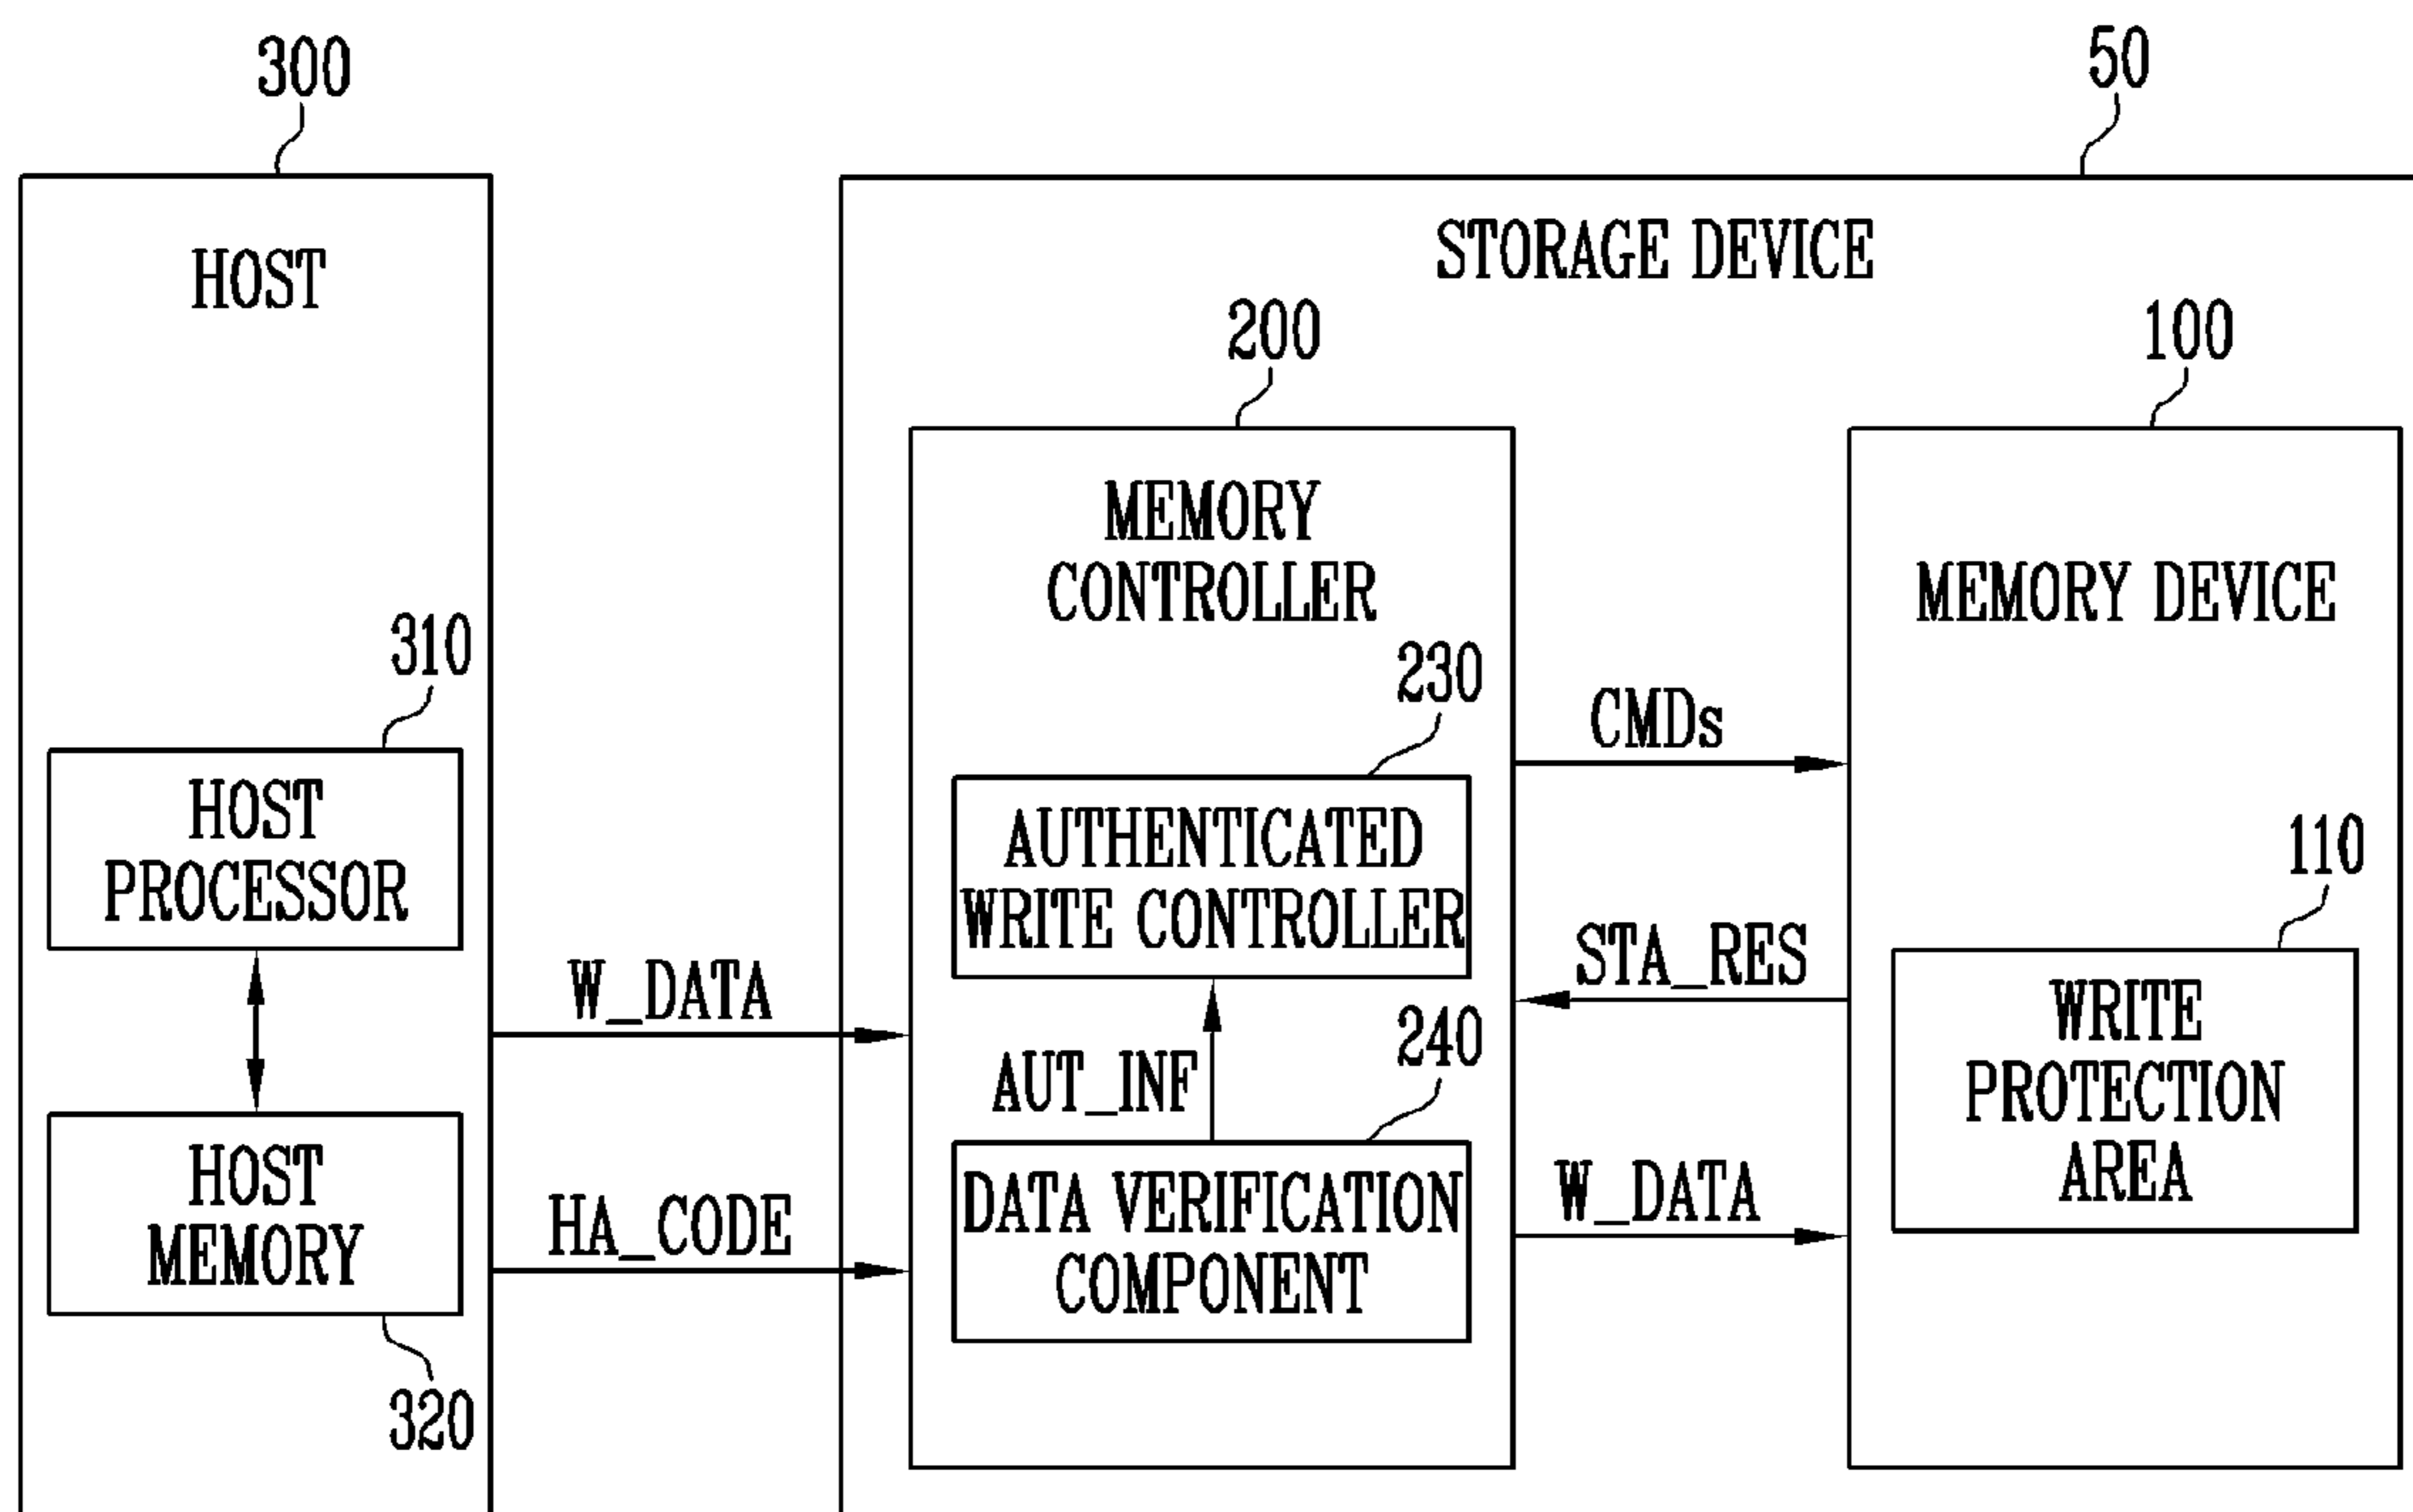 300
50
HOST
STORAGE DEVICE
200
100
MEMORY
CONTROLLER
MEMORY DEVICE
310
230
CMDs
HOST
PROCESSOR
AUTHENTICATED
WRITE CONTROLLER
110
W_DATA
STA_RES
WRITE
PROTECTION
AREA
AUT_INF
240
HOST
MEMORY
HA_CODE
DATA VERIFICATION
COMPONENT
W_DATA
320